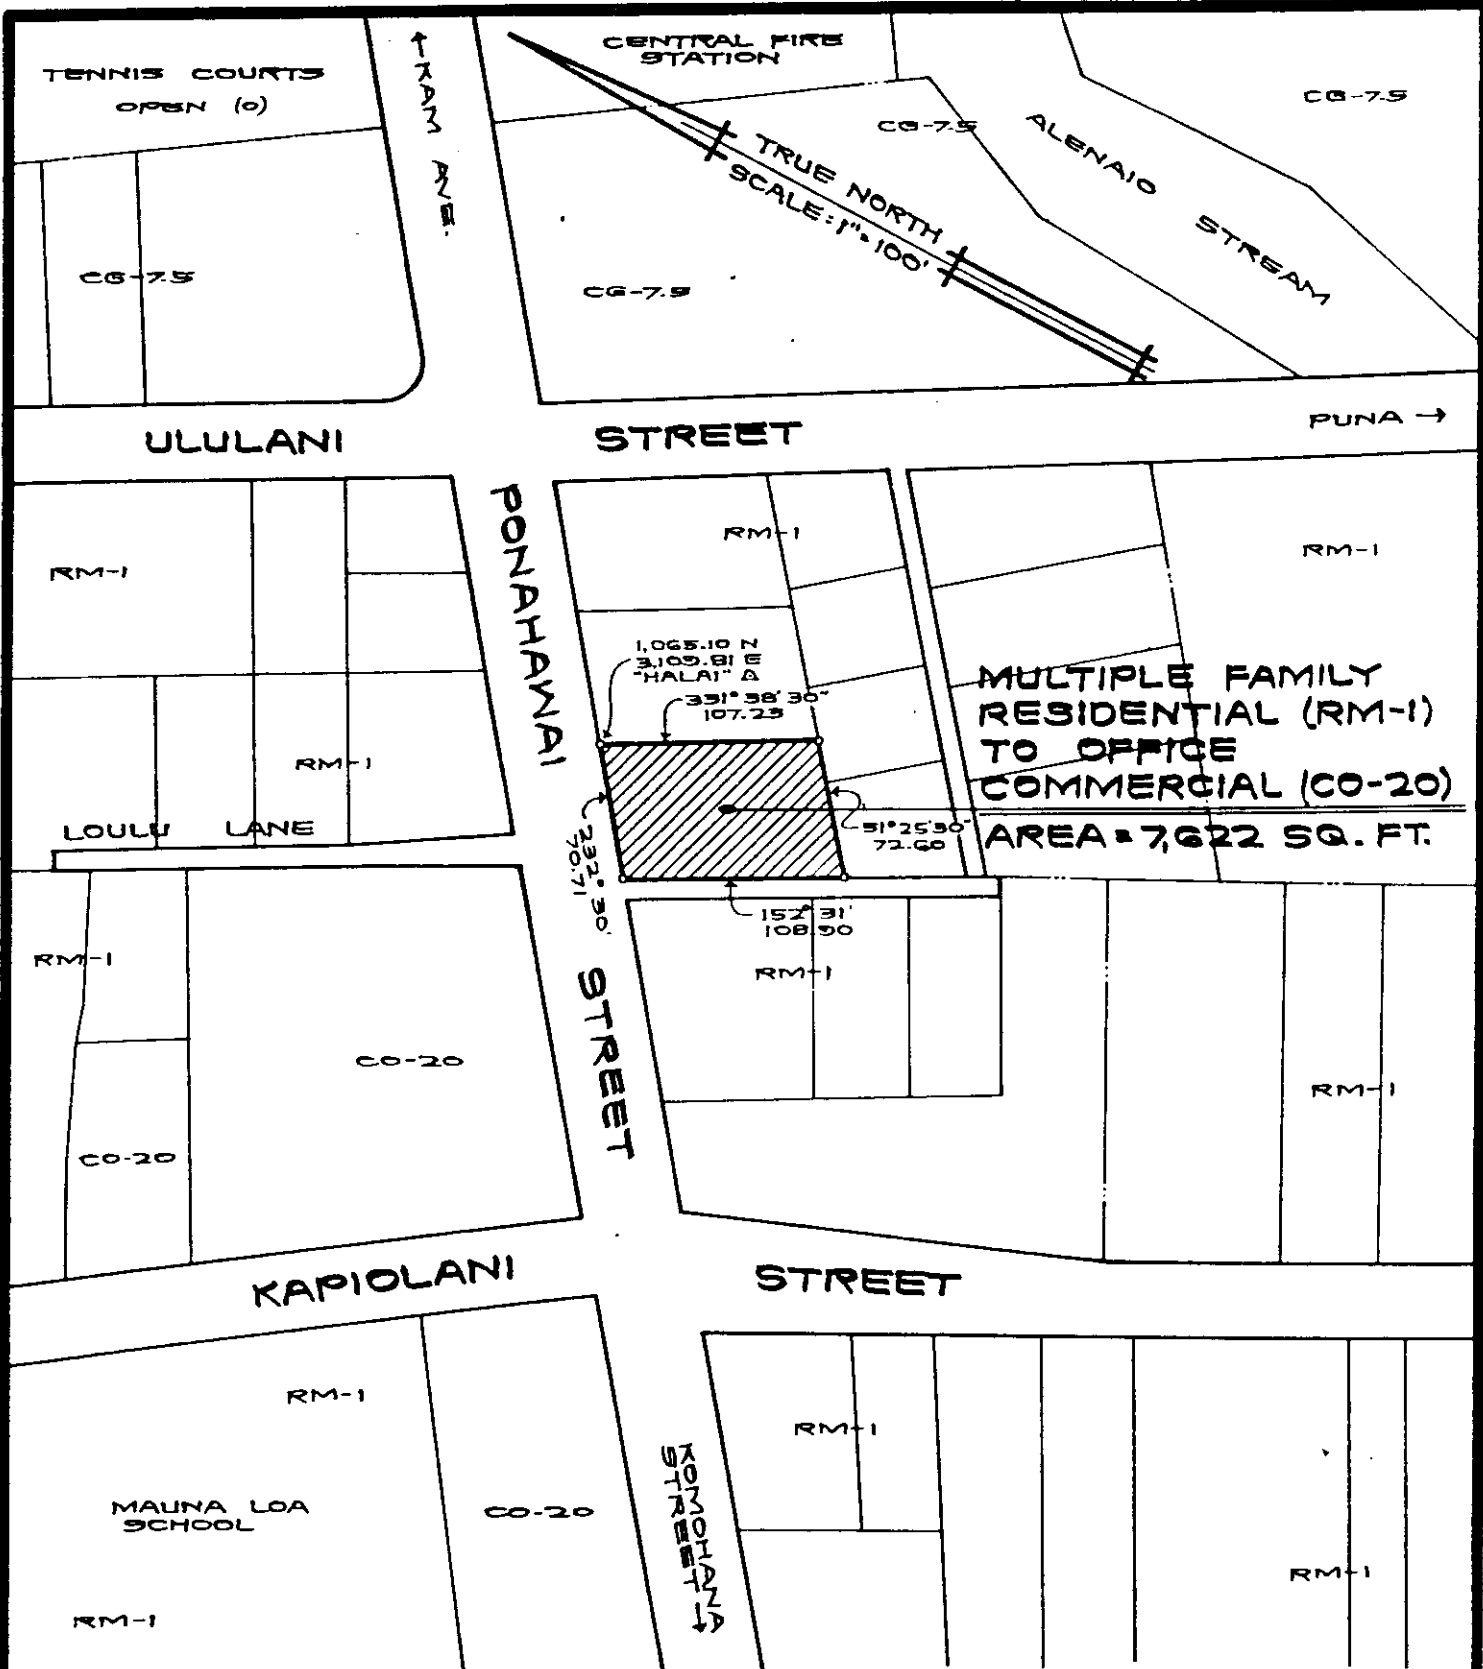 TENNIS COURTS
OPEN (O)
← KAM AVE.
CENTRAL FIRE
STATION
CG-7.5
CG-7.5
ALENAIO STREAM
TRUE NORTH
SCALE: 1"=100'
CG-7.5
CG-7.5
PUNA →
ULULANI STREET
PONAHAWAI STREET
RM-1
RM-1
RM-1
1,065.10 N
"HALAI" Δ
331° 38' 30"
107.23
MULTIPLE FAMILY
RESIDENTIAL (RM-1)
TO OFFICE
COMMERCIAL (CO-20)
AREA = 7,622 SQ. FT.
RM-1
LOULU LANE
232° 30'
70.71
51° 25' 30"
72.60
152° 31'
108.90
RM-1
RM-1
CO-20
RM-1
CO-20
KAPIOLANI STREET
RM-1
RM-1
MAUNA LOA
SCHOOL
CO-20
KOMOHANA
STREET →
RM-1
RM-1